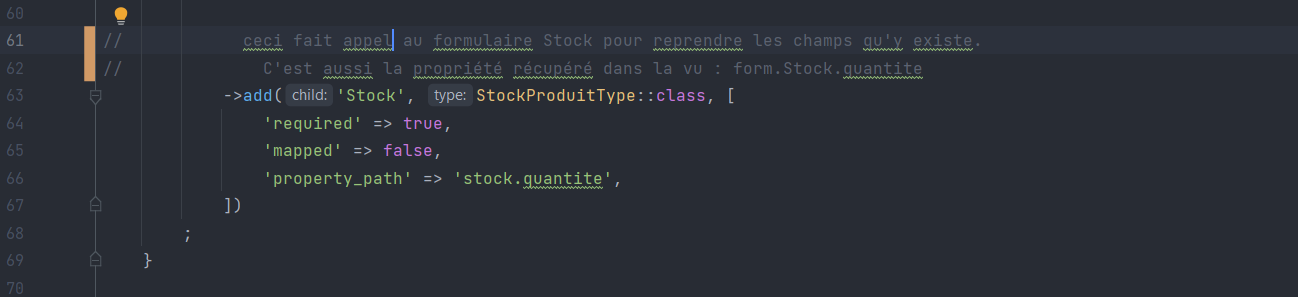 60
61 // ceci fait appel au formulaire Stock pour reprendre les champs qu'y existe.
62 // C'est aussi la propriété récupéré dans la vu : form.Stock.quantite
63 ->add( child: 'Stock', type: StockProduitType::class, [
64 'required' => true,
65 'mapped' => false,
66 'property_path' => 'stock.quantite',
67 ])
68 ;
69 }
70